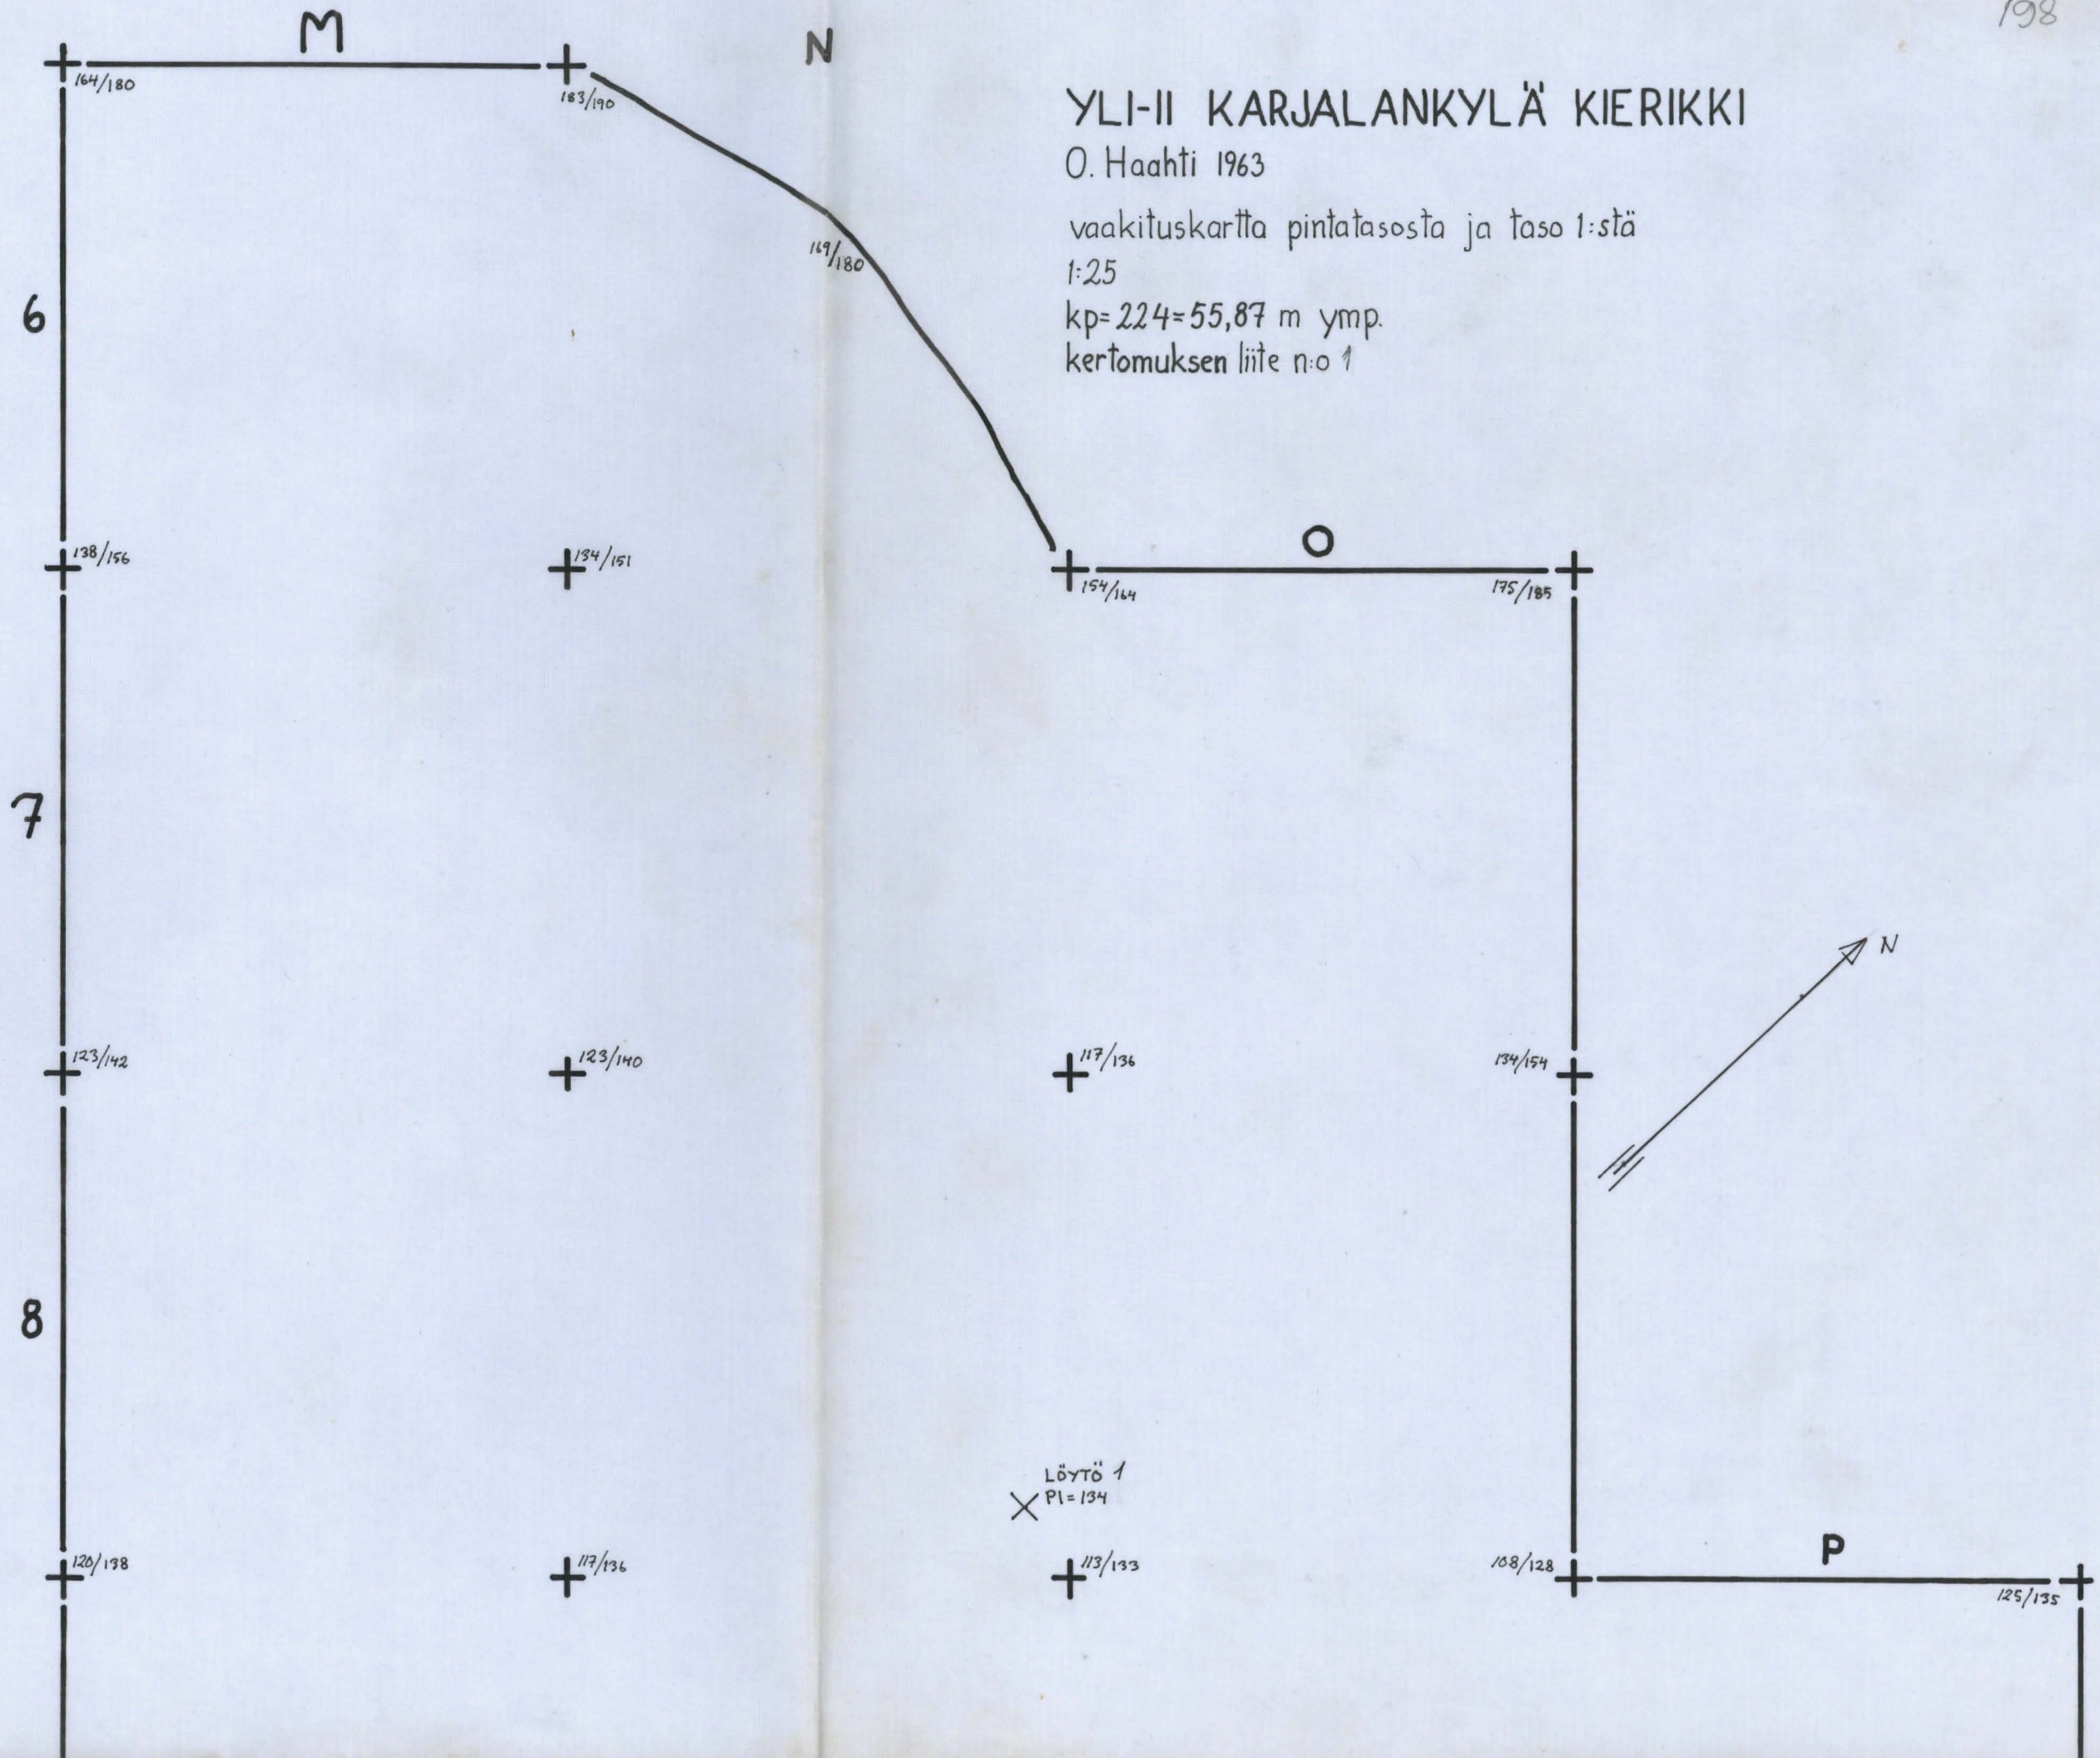 198
M
N
164/180
183/190
YLI-II KARJALANKYLÄ KIERIKKI
O. Haahti 1963
vaakituskartta pintatasosta ja taso 1:stä
169/180
1:25
6
kp=224=55,87 m ymp.
kertomuksen liite n:o 1
O
138/156
134/151
154/164
175/185
7
N
123/142
123/140
117/136
134/154
8
LÖYTÖ 1
PI=134
P
120/138
117/136
113/133
108/128
125/135